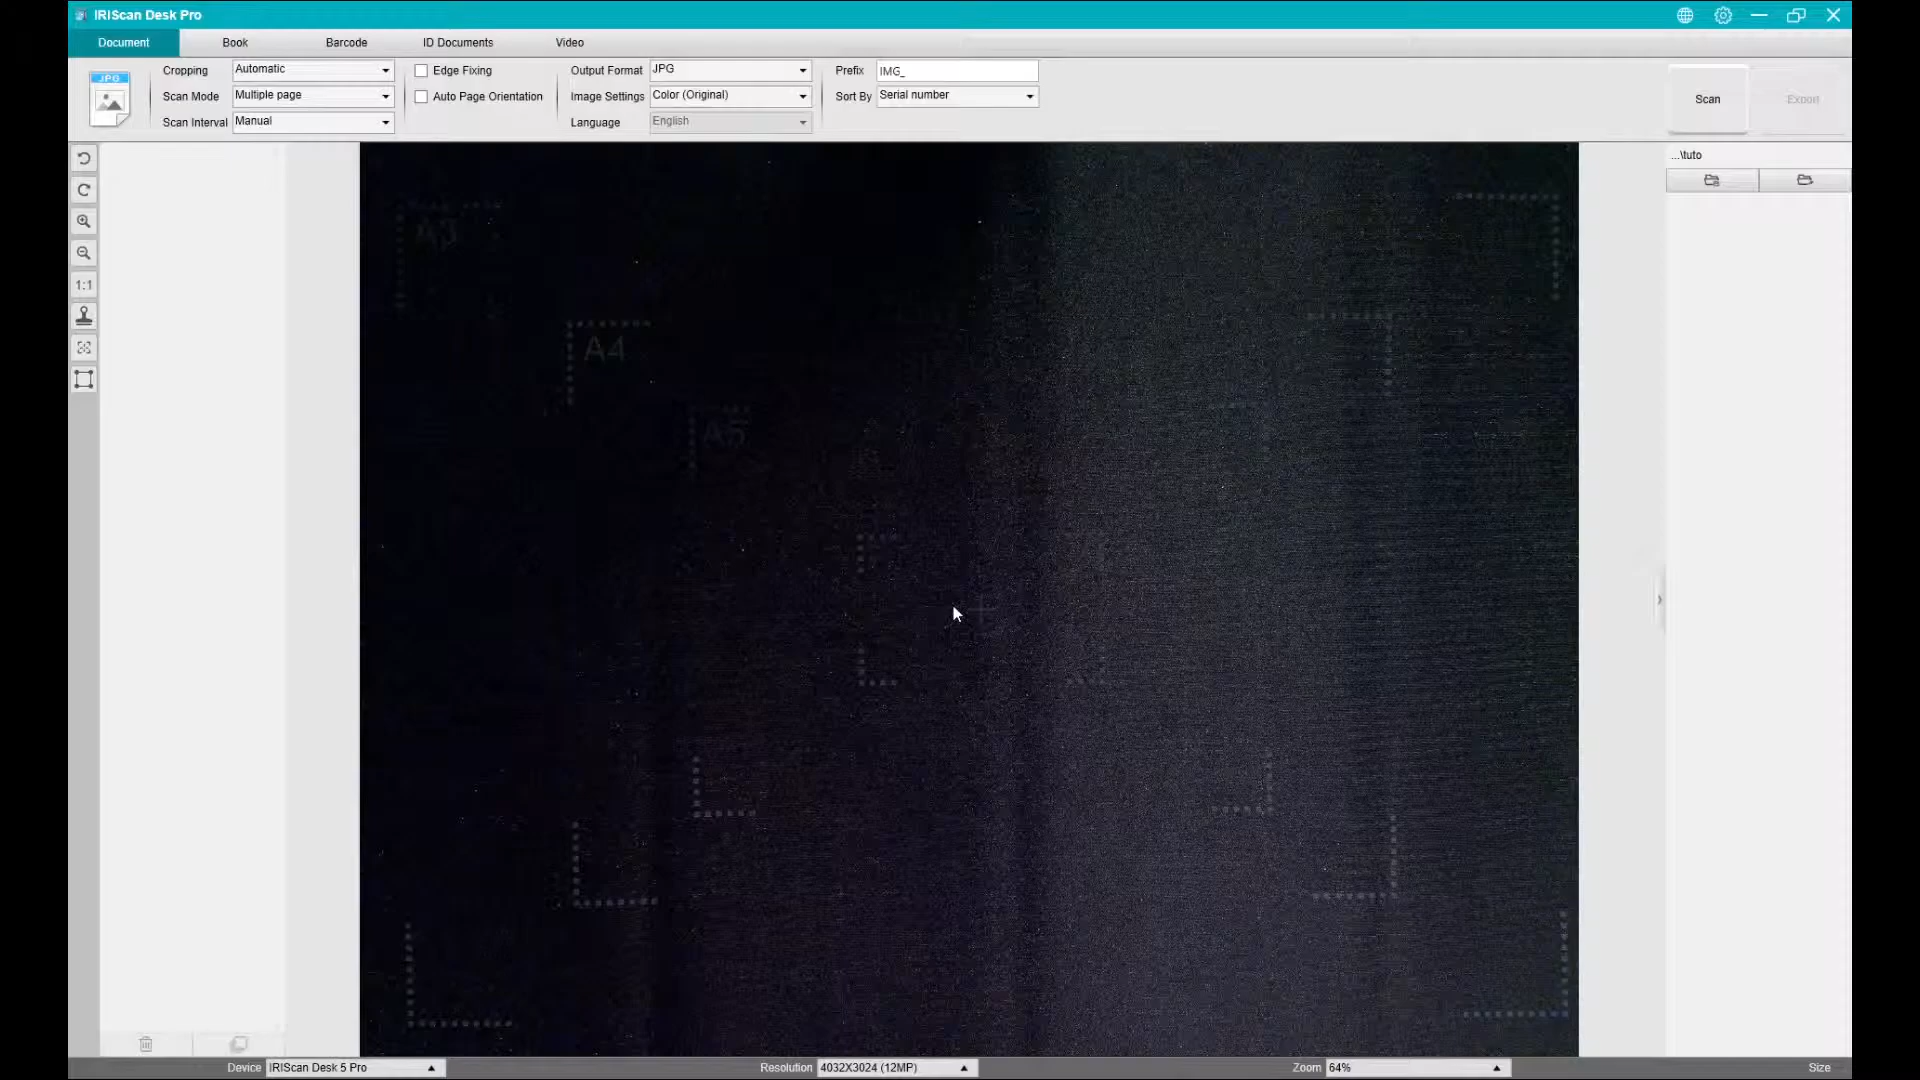 IRIScan Desk Pro
Document Book Barcode ID Documents Video
JPG
Cropping Automatic
Scan Mode Multiple page
Scan Interval Manual
Edge Fixing
Auto Page Orientation
Output Format JPG
Image Settings Color (Original)
Language English
Prefix IMG_
Sort By Serial number
Scan Export
...\tuto
1:1
A3
A4
A5
Device IRIScan Desk 5 Pro Resolution 4032X3024 (12MP) Zoom 64% Size